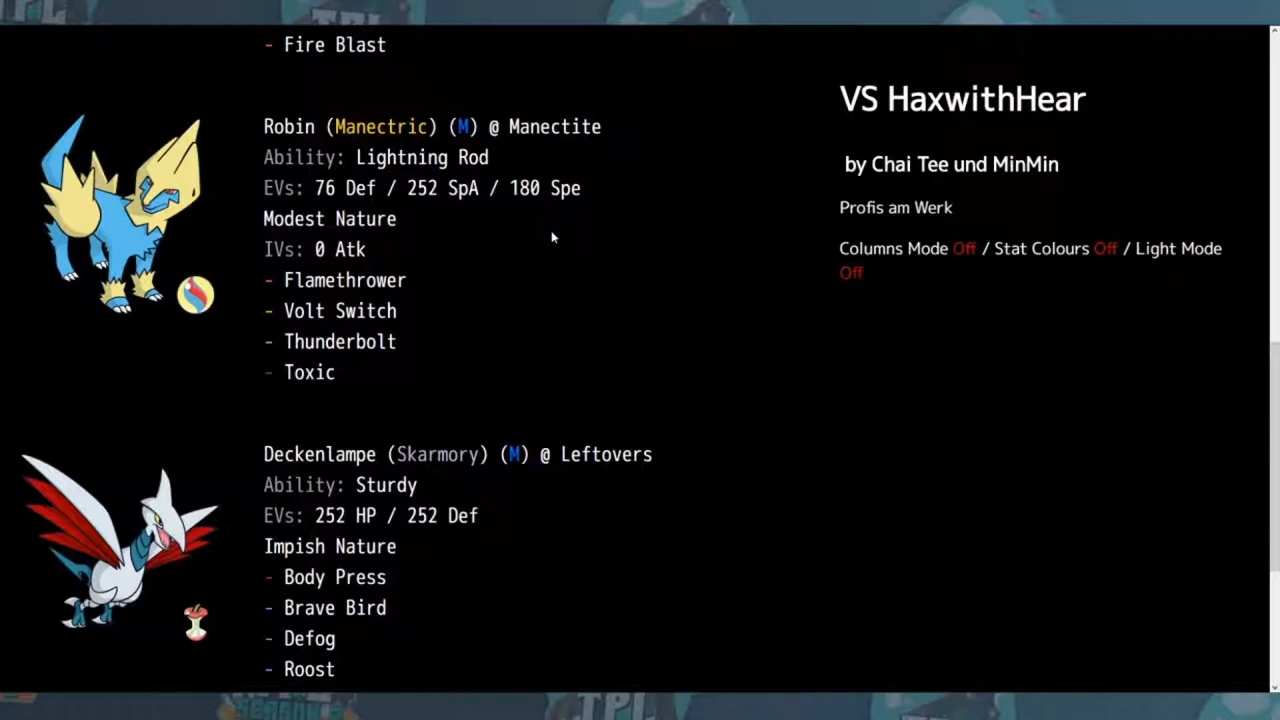 - Fire Blast
Robin (Manectric) (M) @ Manectite
Ability: Lightning Rod
EVs: 76 Def / 252 SpA / 180 Spe
Modest Nature
IVs: 0 Atk
- Flamethrower
- Volt Switch
- Thunderbolt
- Toxic
Deckenlampe (Skarmory) (M) @ Leftovers
Ability: Sturdy
EVs: 252 HP / 252 Def
Impish Nature
- Body Press
- Brave Bird
- Defog
- Roost
VS HaxwithHear
by Chai Tee und MinMin
Profis am Werk
Columns Mode Off / Stat Colours Off / Light Mode
Off
TPL